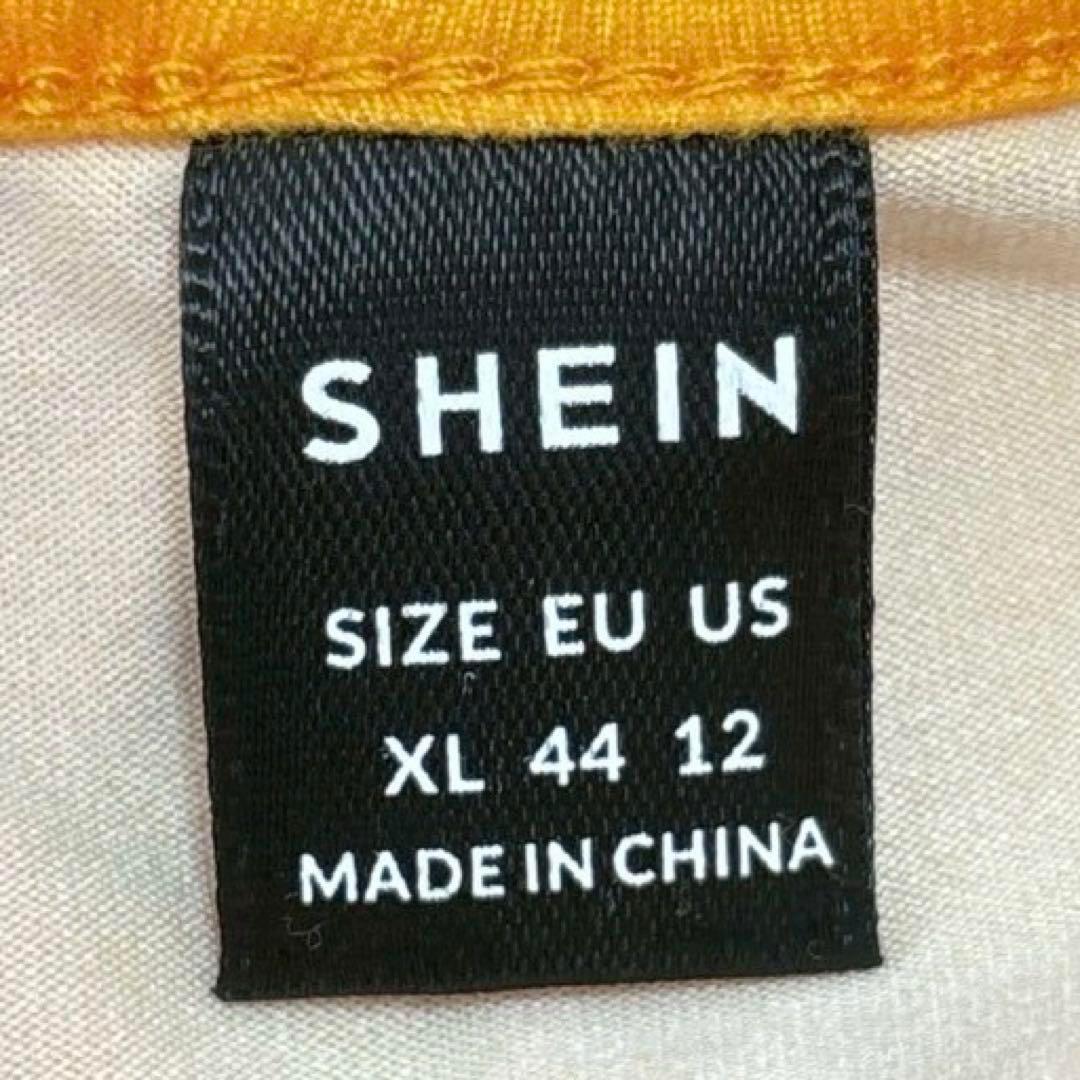 SHEIN
SIZE EU US
XL 44 12
MADE IN CHINA